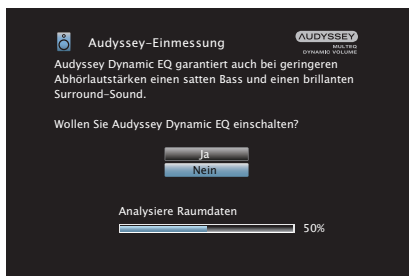 Audyssey-Einmessung
AUDYSSEY
MULTEQ
DYNAMIC VOLUME
Audyssey Dynamic EQ garantiert auch bei geringeren
Abhörlautstärken einen satten Bass und einen brillanten
Surround-Sound.
Wollen Sie Audyssey Dynamic EQ einschalten?
Ja
Nein
Analysiere Raumdaten
50%